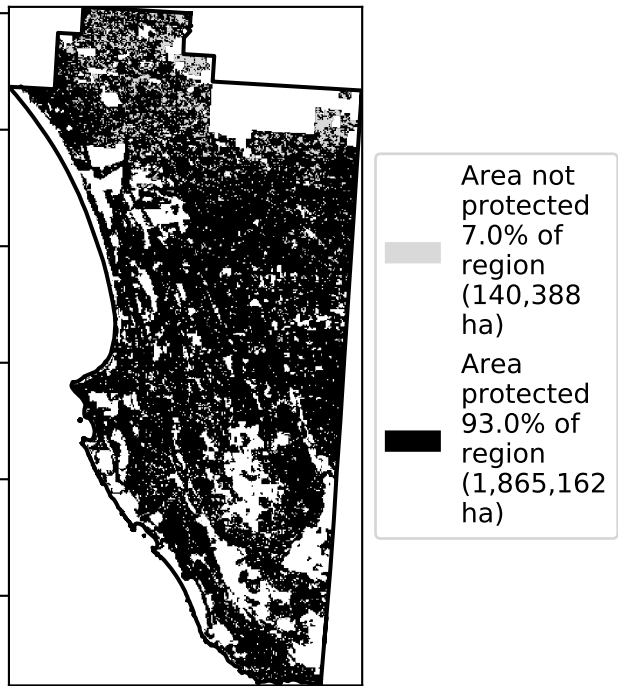 Area not
protected
7.0% of
region
(140,388
ha)
Area
protected
93.0% of
region
(1,865,162
ha)